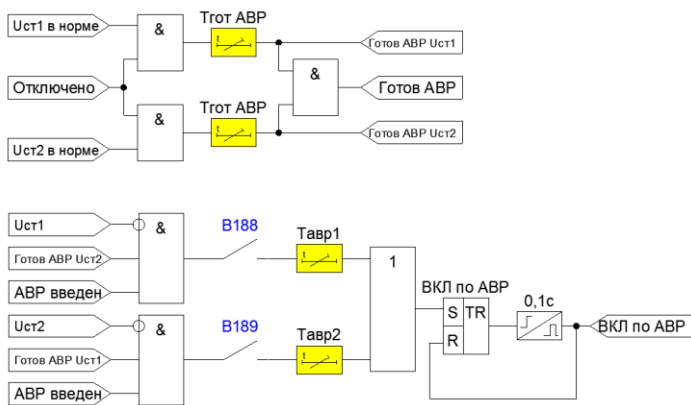 Uст1 в норме
&
Тгот АВР
t
Готов АВР Uст1
Отключено
&
Готов АВР
Тгот АВР
&
t
Готов АВР Uст2
Uст2 в норме
Uст1
&
В188
Готов АВР Uст2
Тавр1
t
АВР введен
1
ВКЛ по АВР
Uст2
&
В189
S TR
0,1с
ВКЛ по АВР
R
Готов АВР Uст1
Тавр2
t
АВР введен